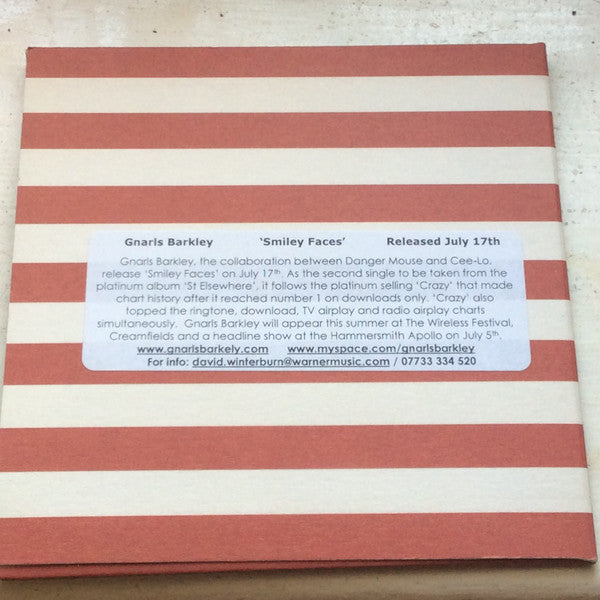 Gnarls Barkley ‘Smiley Faces’ Released July 17th
Gnarls Barkley, the collaboration between Danger Mouse and Cee-Lo,
release ‘Smiley Faces’ on July 17th. As the second single to be taken from the
platinum album ‘St Elsewhere’, it follows the platinum selling ‘Crazy’ that made
chart history after it reached number 1 on downloads only. ‘Crazy’ also
topped the ringtone, download, TV airplay and radio airplay charts
simultaneously. Gnarls Barkley will appear this summer at The Wireless Festival,
Creamfields and a headline show at the Hammersmith Apollo on July 5th.
www.gnarlsbarkely.com www.myspace.com/gnarlsbarkley
For info: david.winterburn@warnermusic.com / 07733 334 520